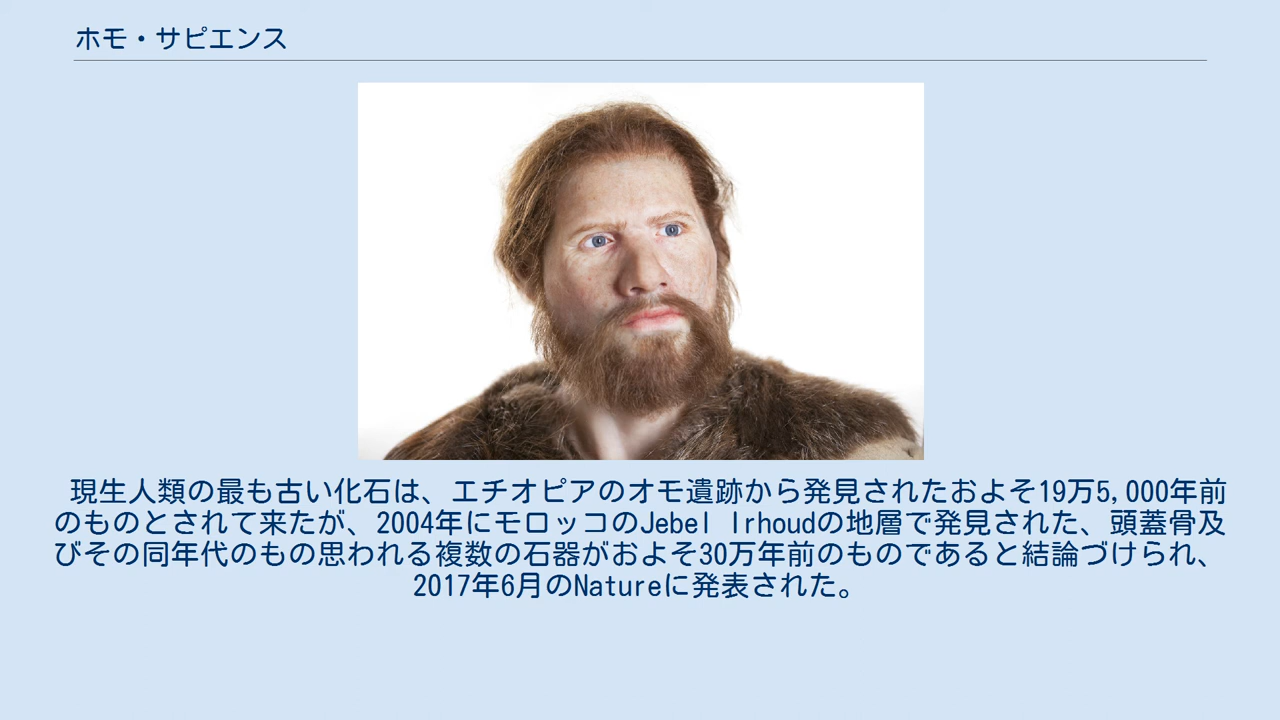 ホモ・サピエンス
現生人類の最も古い化石は、エチオピアのオモ遺跡から発見されたおよそ19万5,000年前
のものとされて来たが、2004年にモロッコのJebel Irhoudの地層で発見された、頭蓋骨及
びその同年代のもの思われる複数の石器がおよそ30万年前のものであると結論づけられ、
2017年6月のNatureに発表された。